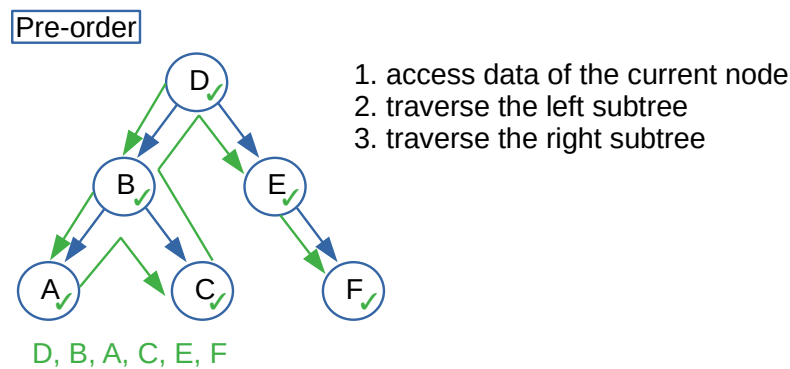 Pre-order
D
1. access data of the current node
2. traverse the left subtree
3. traverse the right subtree
B
E
A
C
F
D, B, A, C, E, F